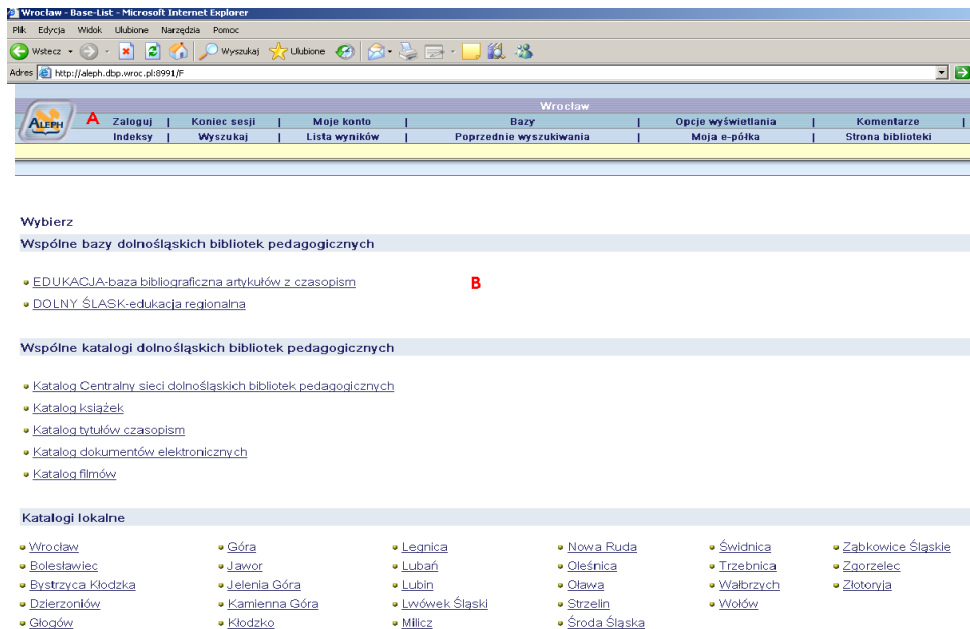 Wrocław - Base-List - Microsoft Internet Explorer
Plik Edycja Widok Ulubione Narzędzia Pomoc
Wstecz Wyszukaj Ulubione
Adres http://aleph.dbp.wroc.pl:8991/F
Wrocław
ALEPH A Zaloguj | Koniec sesji | Moje konto | Bazy | Opcje wyświetlania | Komentarze |
Indeksy | Wyszukaj | Lista wyników | Poprzednie wyszukiwania | Moja e-półka | Strona biblioteki
Wybierz
Wspólne bazy dolnośląskich bibliotek pedagogicznych
EDUKACJA-baza bibliograficzna artykułów z czasopism B
DOLNY ŚLASK-edukacja regionalna
Wspólne katalogi dolnośląskich bibliotek pedagogicznych
Katalog Centralny sieci dolnośląskich bibliotek pedagogicznych
Katalog książek
Katalog tytułów czasopism
Katalog dokumentów elektronicznych
Katalog filmów
Katalogi lokalne
Wrocław Góra Legnica Nowa Ruda Świdnica Ząbkowice Śląskie
Bolesławiec Jawor Lubań Oleśnica Trzebnica Zgorzelec
Bystrzyca Kłodzka Jelenia Góra Lubin Oława Wałbrzych Złotoryja
Dzierzoniów Kamienna Góra Lwówek Śląski Strzelin Wołów
Głogów Kłodzko Milicz Środa Śląska